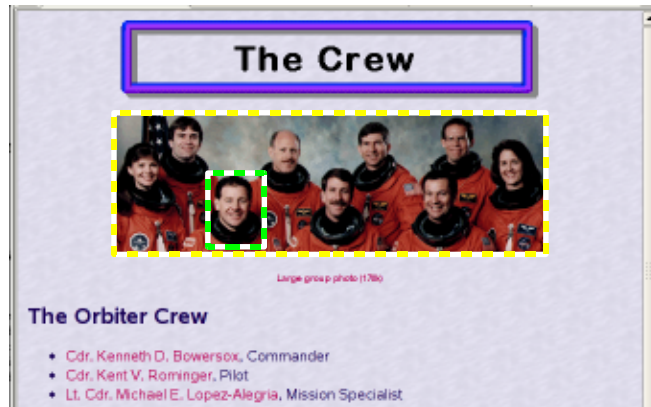 The Crew
Large group photo (178k)
The Orbiter Crew
Cdr. Kenneth D. Bowersox, Commander
Cdr. Kent V. Rominger, Pilot
Lt. Cdr. Michael E. Lopez-Alegria, Mission Specialist